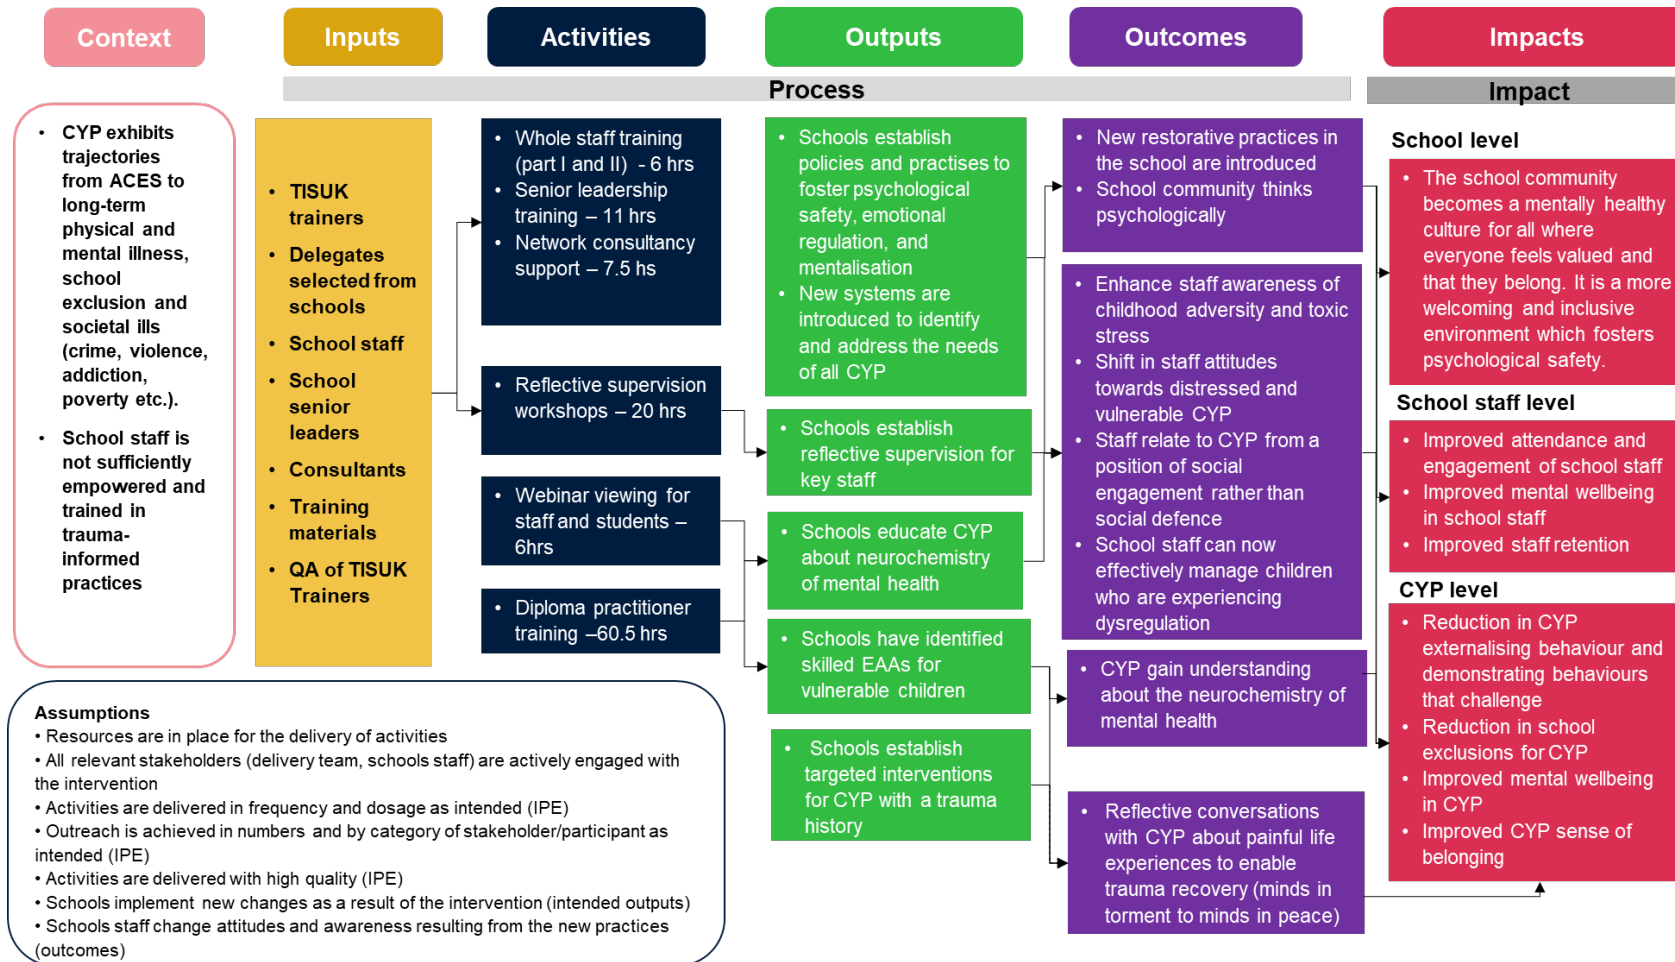 Context
Inputs
Activities
Outputs
Outcomes
Impacts
Process
Impact
• CYP exhibits
trajectories
from ACES to
long-term
physical and
mental illness,
school
exclusion and
societal ills
(crime, violence,
addiction,
poverty etc.).
• School staff is
not sufficiently
empowered and
trained in
trauma-
informed
practices
• TISUK
trainers
• Delegates
selected from
schools
• School staff
• School
senior
leaders
• Consultants
• Training
materials
• QA of TISUK
Trainers
• Whole staff training
(part I and II) - 6 hrs
• Senior leadership
training – 11 hrs
• Network consultancy
support – 7.5 hs
• Reflective supervision
workshops – 20 hrs
• Webinar viewing for
staff and students –
6hrs
• Diploma practitioner
training –60.5 hrs
• Schools establish
policies and practises to
foster psychological
safety, emotional
regulation, and
mentalisation
• New systems are
introduced to identify
and address the needs
of all CYP
• Schools establish
reflective supervision for
key staff
• Schools educate CYP
about neurochemistry
of mental health
• Schools have identified
skilled EAAs for
vulnerable children
• Schools establish
targeted interventions
for CYP with a trauma
history
• New restorative practices in
the school are introduced
• School community thinks
psychologically
• Enhance staff awareness of
childhood adversity and toxic
stress
• Shift in staff attitudes
towards distressed and
vulnerable CYP
• Staff relate to CYP from a
position of social
engagement rather than
social defence
• School staff can now
effectively manage children
who are experiencing
dysregulation
• CYP gain understanding
about the neurochemistry of
mental health
• Reflective conversations
with CYP about painful life
experiences to enable
trauma recovery (minds in
torment to minds in peace)
School level
• The school community
becomes a mentally healthy
culture for all where
everyone feels valued and
that they belong. It is a more
welcoming and inclusive
environment which fosters
psychological safety.
School staff level
• Improved attendance and
engagement of school staff
• Improved mental wellbeing
in school staff
• Improved staff retention
CYP level
• Reduction in CYP
externalising behaviour and
demonstrating behaviours
that challenge
• Reduction in school
exclusions for CYP
• Improved mental wellbeing
in CYP
• Improved CYP sense of
belonging
Assumptions
• Resources are in place for the delivery of activities
• All relevant stakeholders (delivery team, schools staff) are actively engaged with
the intervention
• Activities are delivered in frequency and dosage as intended (IPE)
• Outreach is achieved in numbers and by category of stakeholder/participant as
intended (IPE)
• Activities are delivered with high quality (IPE)
• Schools implement new changes as a result of the intervention (intended outputs)
• Schools staff change attitudes and awareness resulting from the new practices
(outcomes)